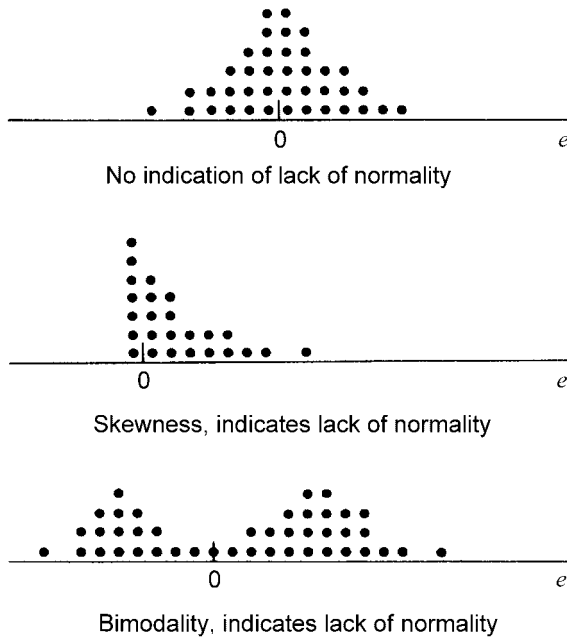 0
e
No indication of lack of normality
0
e
Skewness, indicates lack of normality
0
e
Bimodality, indicates lack of normality